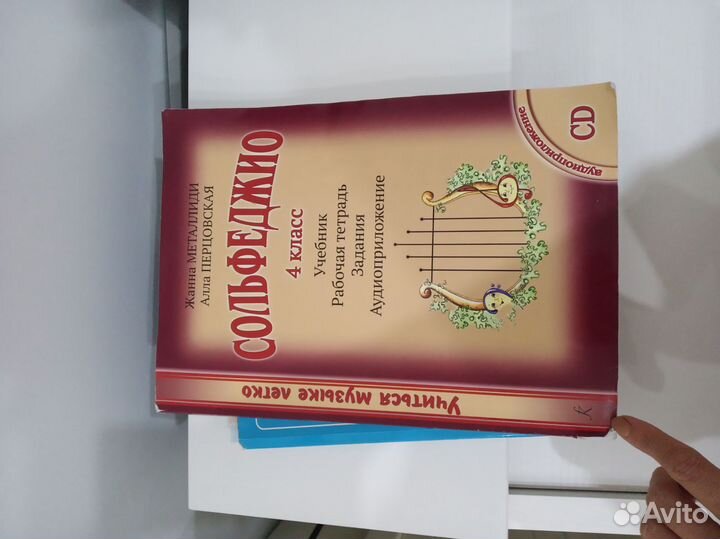 Жанна МЕТАЛЛИДИ
Алла ПЕРЦОВСКАЯ
СОЛЬФЕДЖИО
4 класс
Учебник
Рабочая тетрадь
Задания
Аудиоприложение
аудиоприложение
CD
Учиться музыке легко
К
Avito